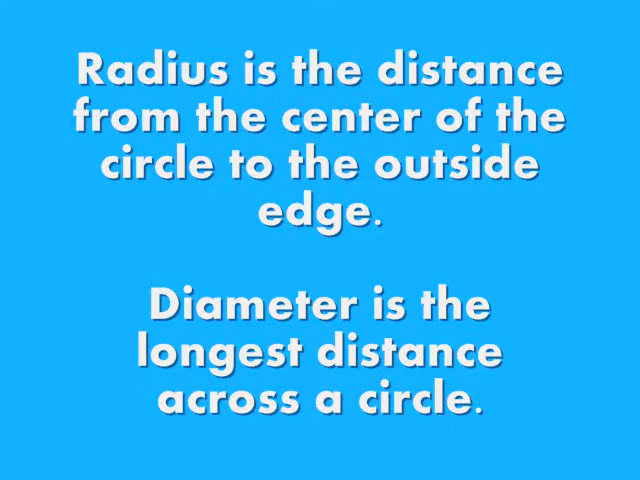 Radius is the distance
from the center of the
circle to the outside
edge.
Diameter is the
longest distance
across a circle.